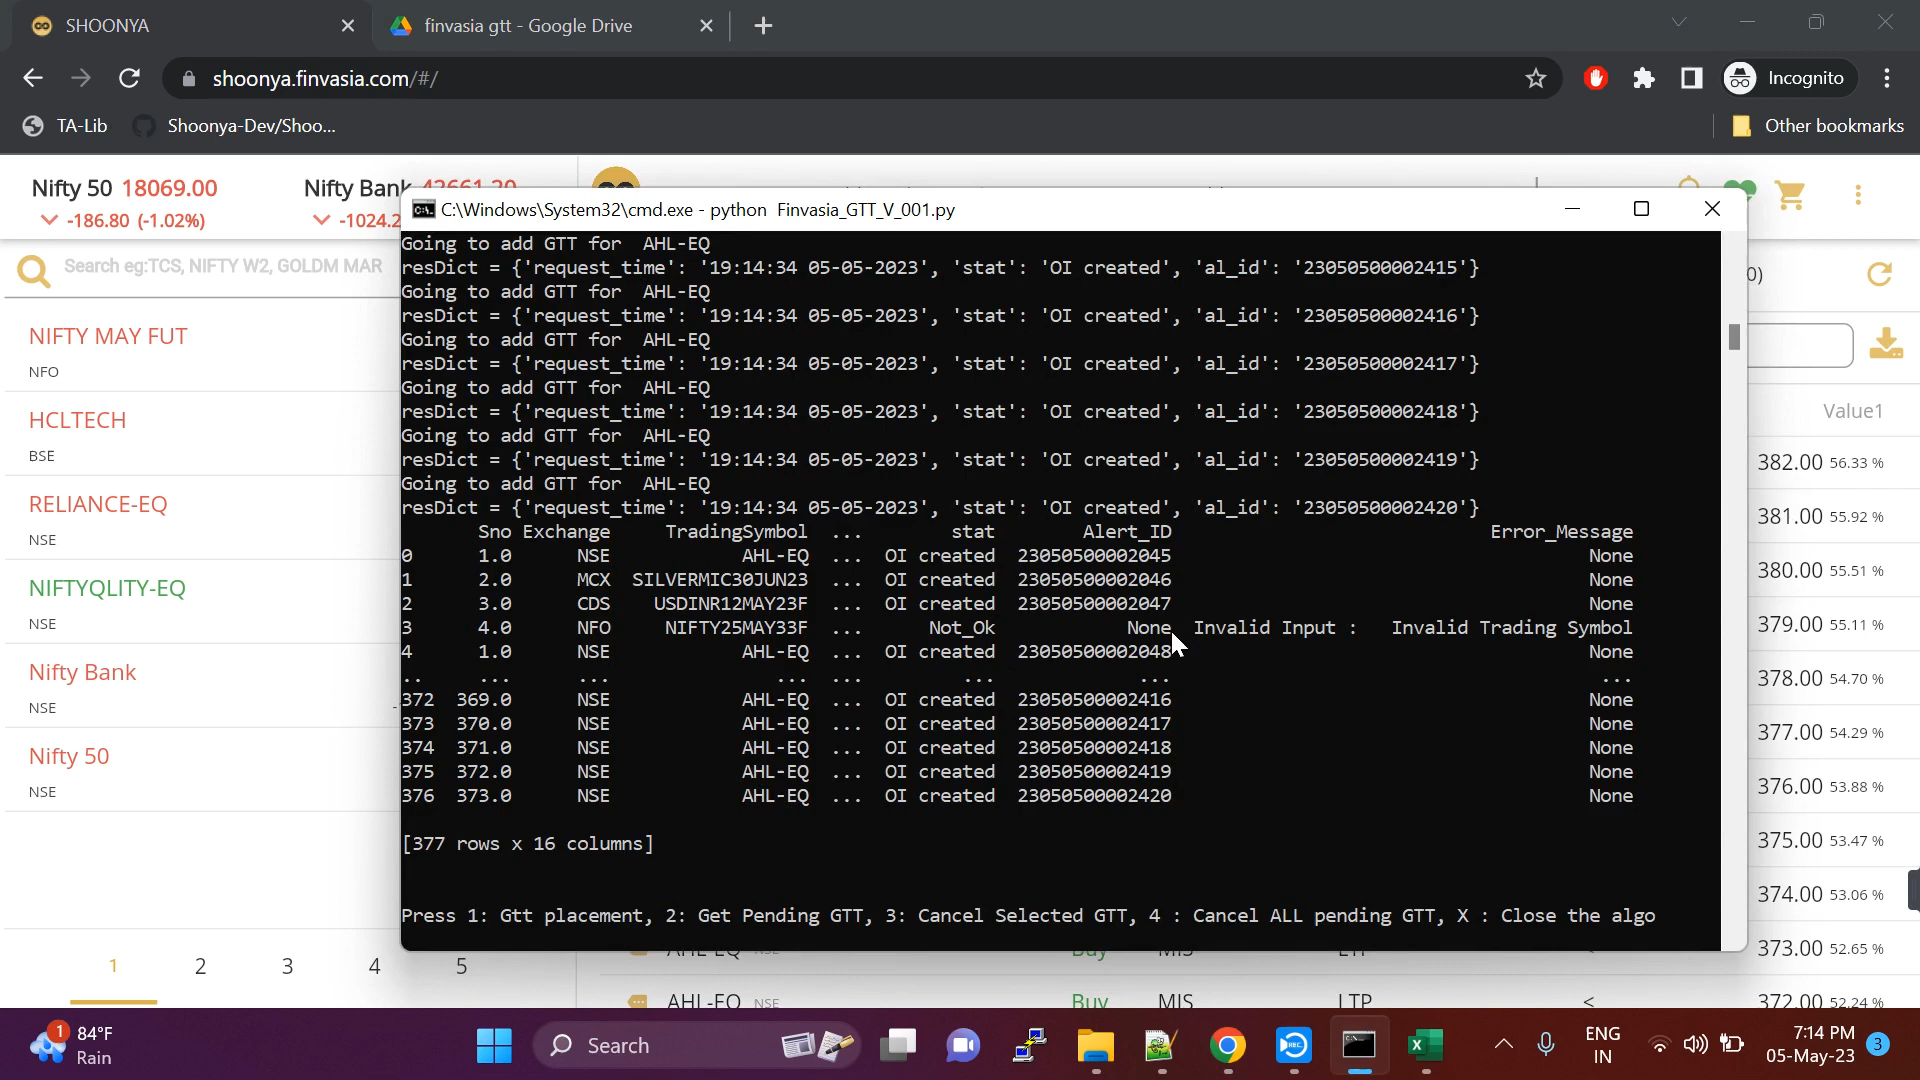 SHOONYA
finvasia gtt - Google Drive
shoonya.finvasia.com/#/
Incognito
TA-Lib
Shoonya-Dev/Shoo...
Other bookmarks
Nifty 50 18069.00
-186.80 (-1.02%)
Nifty Bank
-1024.2
Search eg:TCS, NIFTY W2, GOLDM MAR
NIFTY MAY FUT
NFO
HCLTECH
BSE
RELIANCE-EQ
NSE
NIFTYQLITY-EQ
NSE
Nifty Bank
NSE
Nifty 50
NSE
1 2 3 4 5
C:\Windows\System32\cmd.exe - python Finvasia_GTT_V_001.py
Going to add GTT for AHL-EQ
resDict = {'request_time': '19:14:34 05-05-2023', 'stat': 'OI created', 'al_id': '23050500002415'}
Going to add GTT for AHL-EQ
resDict = {'request_time': '19:14:34 05-05-2023', 'stat': 'OI created', 'al_id': '23050500002416'}
Going to add GTT for AHL-EQ
resDict = {'request_time': '19:14:34 05-05-2023', 'stat': 'OI created', 'al_id': '23050500002417'}
Going to add GTT for AHL-EQ
resDict = {'request_time': '19:14:34 05-05-2023', 'stat': 'OI created', 'al_id': '23050500002418'}
Going to add GTT for AHL-EQ
resDict = {'request_time': '19:14:34 05-05-2023', 'stat': 'OI created', 'al_id': '23050500002419'}
Going to add GTT for AHL-EQ
resDict = {'request_time': '19:14:34 05-05-2023', 'stat': 'OI created', 'al_id': '23050500002420'}
Sno Exchange TradingSymbol ... stat Alert_ID Error_Message
0 1.0 NSE AHL-EQ ... OI created 23050500002045 None
1 2.0 MCX SILVERMIC30JUN23 ... OI created 23050500002046 None
2 3.0 CDS USDINR12MAY23F ... OI created 23050500002047 None
3 4.0 NFO NIFTY25MAY33F ... Not_Ok None Invalid Input : Invalid Trading Symbol
4 1.0 NSE AHL-EQ ... OI created 23050500002048 None
.. ... ... ... ... ... ... ...
372 369.0 NSE AHL-EQ ... OI created 23050500002416 None
373 370.0 NSE AHL-EQ ... OI created 23050500002417 None
374 371.0 NSE AHL-EQ ... OI created 23050500002418 None
375 372.0 NSE AHL-EQ ... OI created 23050500002419 None
376 373.0 NSE AHL-EQ ... OI created 23050500002420 None
[377 rows x 16 columns]
Press 1: Gtt placement, 2: Get Pending GTT, 3: Cancel Selected GTT, 4 : Cancel ALL pending GTT, X : Close the algo
0)
Value1
382.00 56.33 %
381.00 55.92 %
380.00 55.51 %
379.00 55.11 %
378.00 54.70 %
377.00 54.29 %
376.00 53.88 %
375.00 53.47 %
374.00 53.06 %
373.00 52.65 %
AHL-EQ NSE Buy MIS LTP < 372.00 52.24 %
1
84°F
Rain
Search
REC
ENG
IN
7:14 PM
05-May-23
3